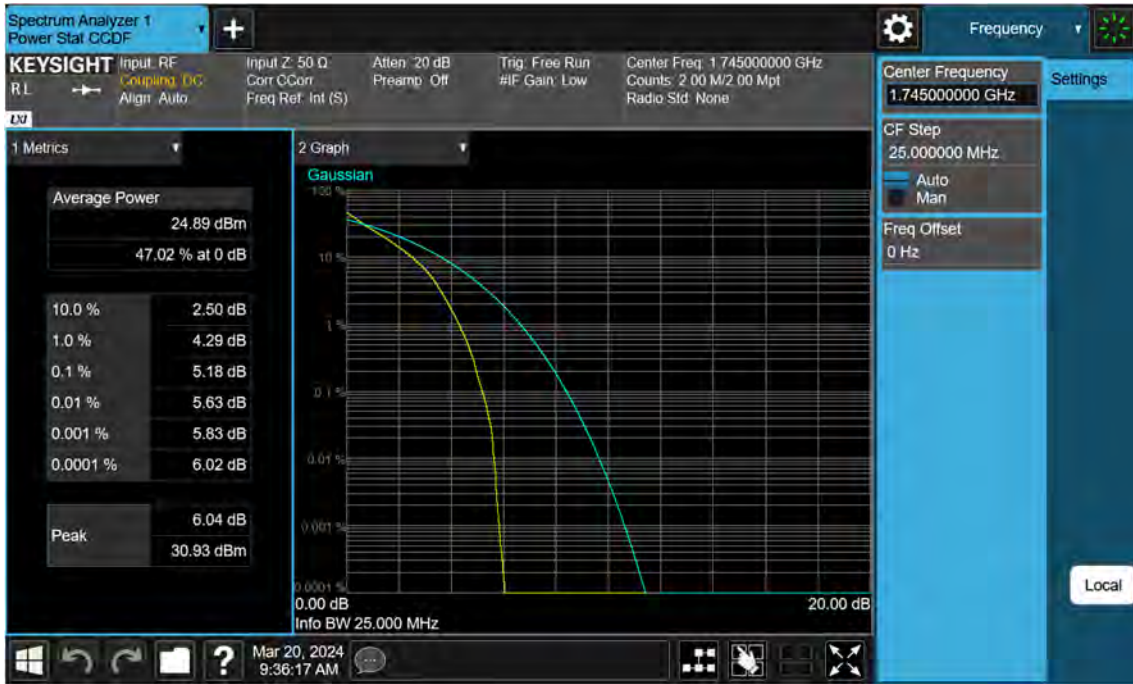 Spectrum Analyzer 1
Power Stat CCDF
Frequency
KEYSIGHT
RL
LXI
Input: RF
Coupling: DC
Align: Auto
Input Z: 50 Ω
Corr CCorr
Freq Ref: Int (S)
Atten: 20 dB
Preamp: Off
Trig: Free Run
#IF Gain: Low
Center Freq: 1.745000000 GHz
Counts: 2.00 M/2.00 Mpt
Radio Std: None
Center Frequency
1.745000000 GHz
Settings
CF Step
25.000000 MHz
Auto
Man
Freq Offset
0 Hz
1 Metrics
Average Power
24.89 dBm
47.02 % at 0 dB
10.0 % 2.50 dB
1.0 % 4.29 dB
0.1 % 5.18 dB
0.01 % 5.63 dB
0.001 % 5.83 dB
0.0001 % 6.02 dB
Peak
6.04 dB
30.93 dBm
2 Graph
Gaussian
100 %
10 %
1 %
0.1 %
0.01 %
0.001 %
0.0001 %
0.00 dB
20.00 dB
Info BW 25.000 MHz
Local
?
Mar 20, 2024
9:36:17 AM